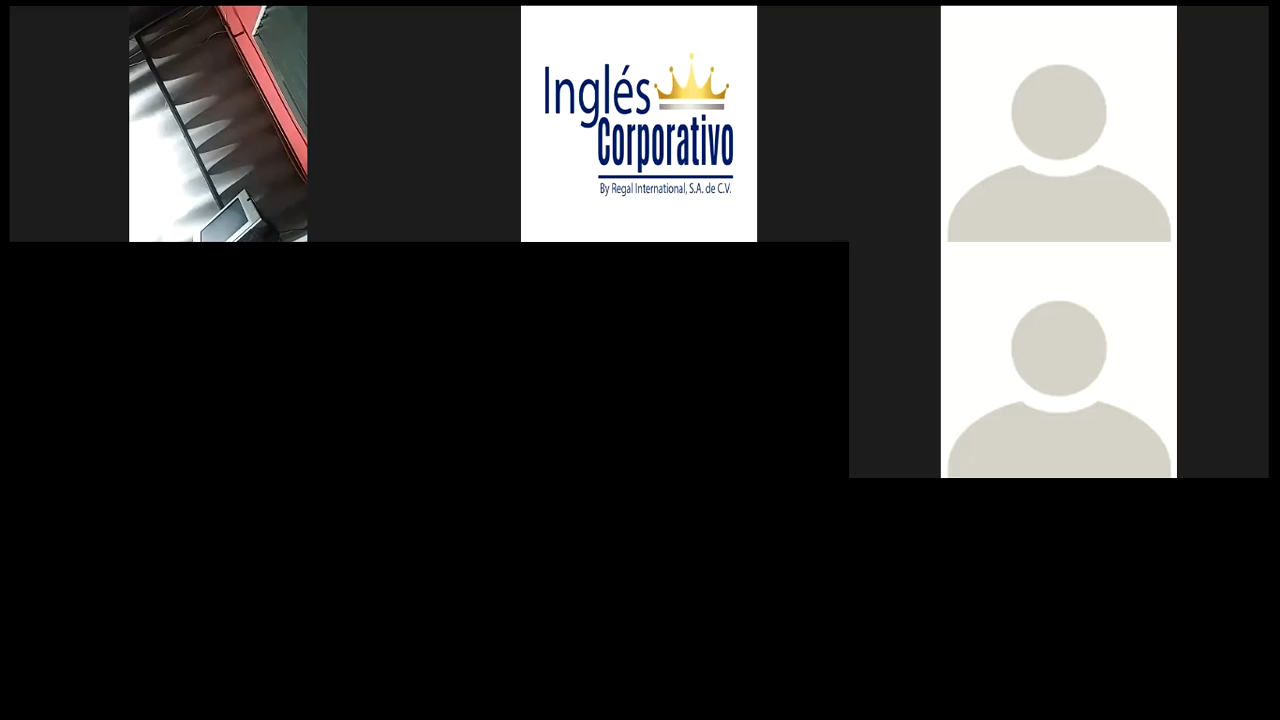 Inglés
Corporativo
By Regal International, S.A. de C.V.